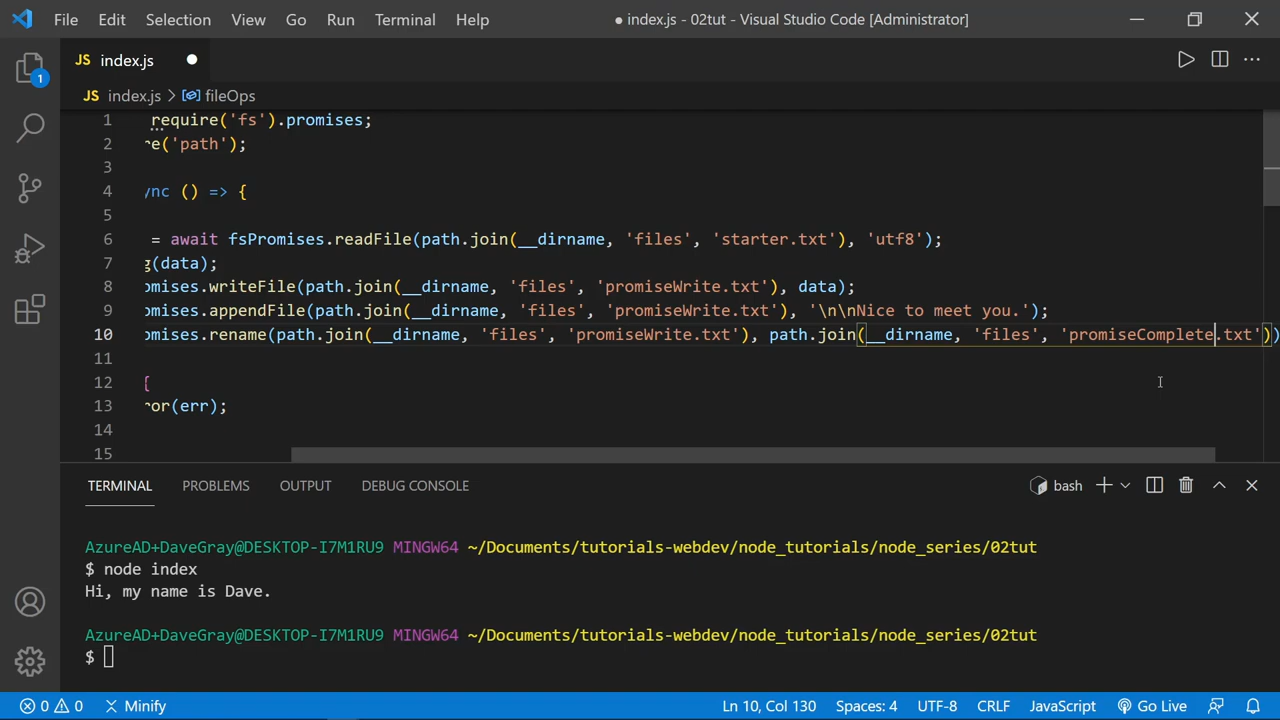 File Edit Selection View Go Run Terminal Help ● index.js - 02tut - Visual Studio Code [Administrator]
JS index.js
JS index.js > fileOps
1 require('fs').promises;
2 re('path');
3
4 ync () => {
5
6 = await fsPromises.readFile(path.join(__dirname, 'files', 'starter.txt'), 'utf8');
7 g(data);
8 omises.writeFile(path.join(__dirname, 'files', 'promiseWrite.txt'), data);
9 omises.appendFile(path.join(__dirname, 'files', 'promiseWrite.txt'), '\n\nNice to meet you.');
10 omises.rename(path.join(__dirname, 'files', 'promiseWrite.txt'), path.join(__dirname, 'files', 'promiseComplete.txt'))
11
12 {
13 ror(err);
14
15
TERMINAL PROBLEMS OUTPUT DEBUG CONSOLE bash
AzureAD+DaveGray@DESKTOP-I7M1RU9 MINGW64 ~/Documents/tutorials-webdev/node_tutorials/node_series/02tut
$ node index
Hi, my name is Dave.
AzureAD+DaveGray@DESKTOP-I7M1RU9 MINGW64 ~/Documents/tutorials-webdev/node_tutorials/node_series/02tut
$
0 0 Minify Ln 10, Col 130 Spaces: 4 UTF-8 CRLF JavaScript Go Live
1